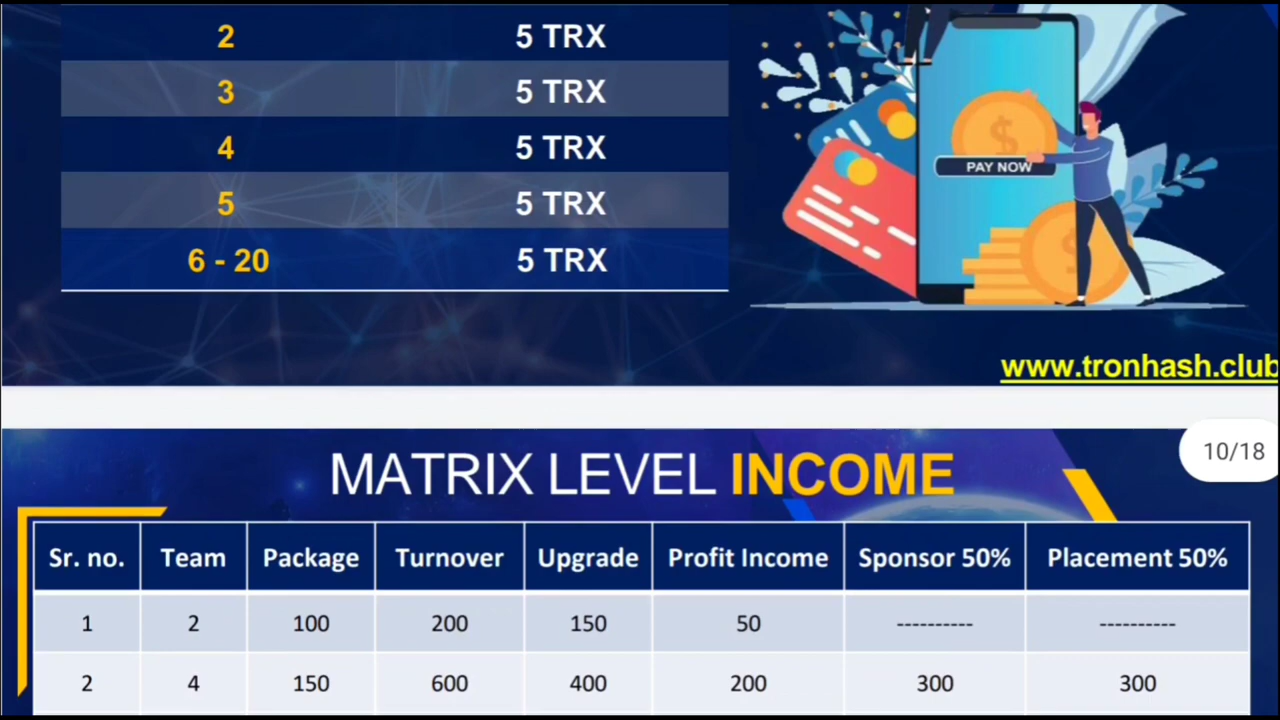 2 5 TRX
3 5 TRX
4 5 TRX
5 5 TRX
6 - 20 5 TRX
PAY NOW
www.tronhash.club
10/18
MATRIX LEVEL INCOME
Sr. no. Team Package Turnover Upgrade Profit Income Sponsor 50% Placement 50%
1 2 100 200 150 50 ---------- ----------
2 4 150 600 400 200 300 300